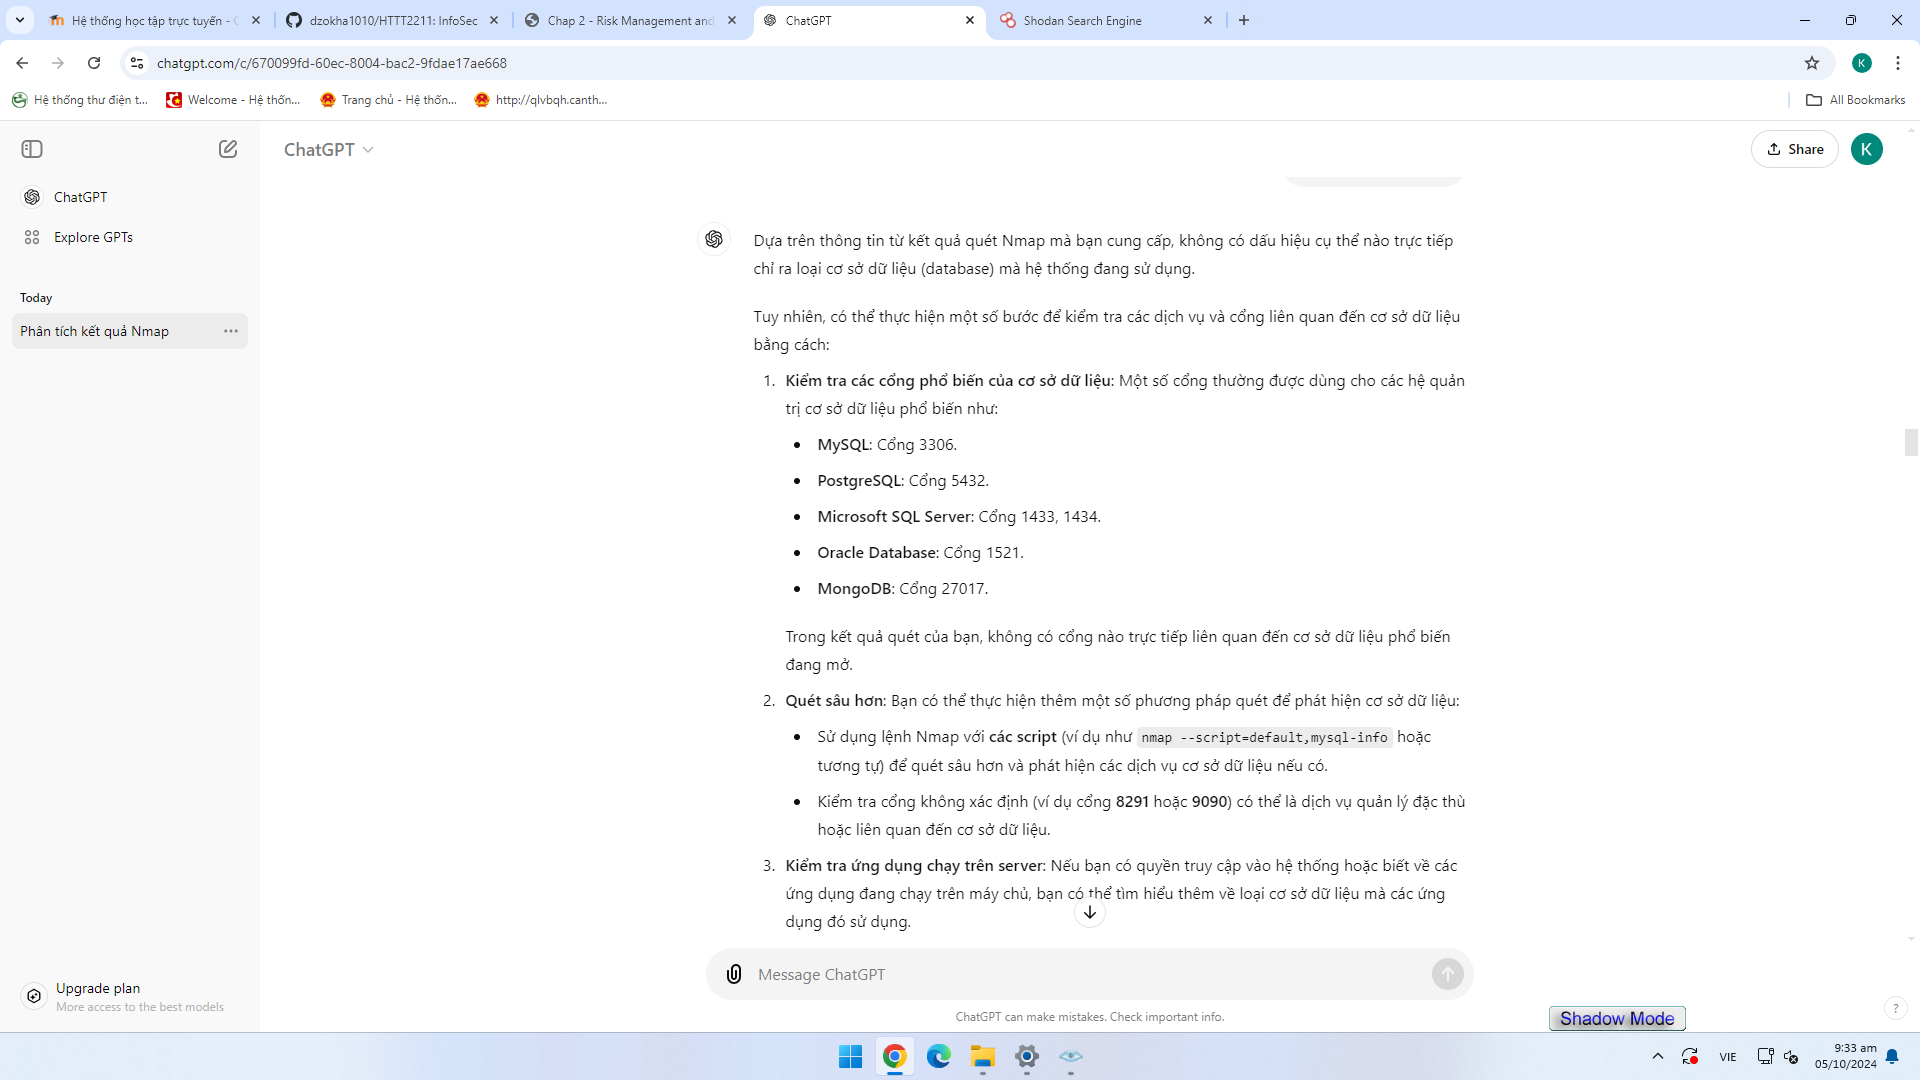 Hệ thống học tập trực tuyến -
dzokha1010/HTTT2211: InfoSec
Chap 2 - Risk Management and
ChatGPT
Shodan Search Engine
chatgpt.com/c/670099fd-60ec-8004-bac2-9fdae17ae668
K
Hệ thống thư điện t...
Welcome - Hệ thốn...
Trang chủ - Hệ thốn...
http://qlvbqh.canth...
All Bookmarks
ChatGPT
Share
K
ChatGPT
Explore GPTs
Today
Phân tích kết quả Nmap
Dựa trên thông tin từ kết quả quét Nmap mà bạn cung cấp, không có dấu hiệu cụ thể nào trực tiếp
chỉ ra loại cơ sở dữ liệu (database) mà hệ thống đang sử dụng.
Tuy nhiên, có thể thực hiện một số bước để kiểm tra các dịch vụ và cổng liên quan đến cơ sở dữ liệu
bằng cách:
1. Kiểm tra các cổng phổ biến của cơ sở dữ liệu: Một số cổng thường được dùng cho các hệ quản
trị cơ sở dữ liệu phổ biến như:
• MySQL: Cổng 3306.
• PostgreSQL: Cổng 5432.
• Microsoft SQL Server: Cổng 1433, 1434.
• Oracle Database: Cổng 1521.
• MongoDB: Cổng 27017.
Trong kết quả quét của bạn, không có cổng nào trực tiếp liên quan đến cơ sở dữ liệu phổ biến
đang mở.
2. Quét sâu hơn: Bạn có thể thực hiện thêm một số phương pháp quét để phát hiện cơ sở dữ liệu:
• Sử dụng lệnh Nmap với các script (ví dụ như nmap --script=default,mysql-info hoặc
tương tự) để quét sâu hơn và phát hiện các dịch vụ cơ sở dữ liệu nếu có.
• Kiểm tra cổng không xác định (ví dụ cổng 8291 hoặc 9090) có thể là dịch vụ quản lý đặc thù
hoặc liên quan đến cơ sở dữ liệu.
3. Kiểm tra ứng dụng chạy trên server: Nếu bạn có quyền truy cập vào hệ thống hoặc biết về các
ứng dụng đang chạy trên máy chủ, bạn có thể tìm hiểu thêm về loại cơ sở dữ liệu mà các ứng
dụng đó sử dụng.
Message ChatGPT
Upgrade plan
More access to the best models
ChatGPT can make mistakes. Check important info.
?
Shadow Mode
VIE
9:33 am
05/10/2024